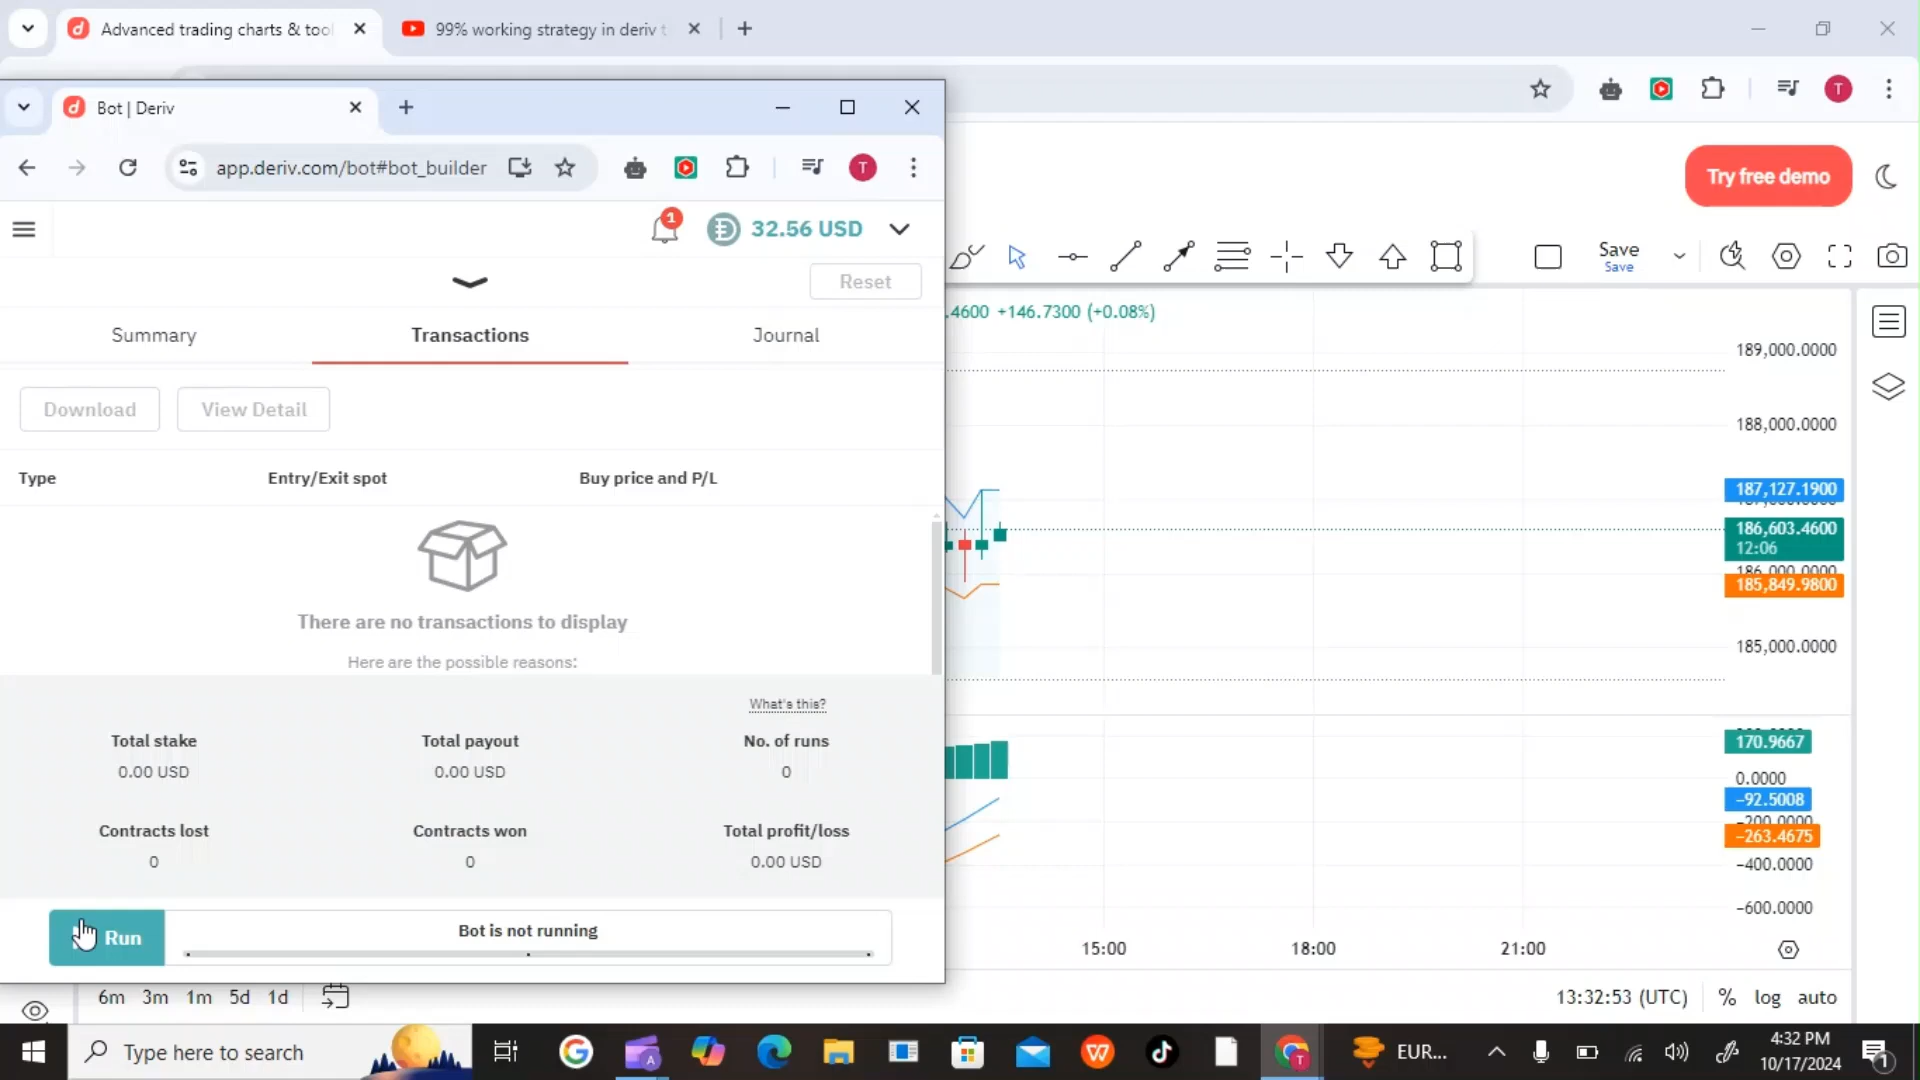 Advanced trading charts & tool
99% working strategy in deriv t
Bot | Deriv
app.deriv.com/bot#bot_builder
T
T
Try free demo
1
32.56 USD
Save
Save
Reset
.4600 +146.7300 (+0.08%)
Summary
Transactions
Journal
Download
View Detail
Type
Entry/Exit spot
Buy price and P/L
There are no transactions to display
Here are the possible reasons:
What's this?
Total stake
0.00 USD
Total payout
0.00 USD
No. of runs
0
Contracts lost
0
Contracts won
0
Total profit/loss
0.00 USD
Run
Bot is not running
189,000.0000
188,000.0000
187,127.1900
186,603.4600
12:06
185,849.9800
185,000.0000
170.9667
0.0000
−92.5008
−263.4675
−400.0000
−600.0000
15:00
18:00
21:00
6m
3m
1m
5d
1d
13:32:53 (UTC)
%
log
auto
Type here to search
EUR...
4:32 PM
10/17/2024
1